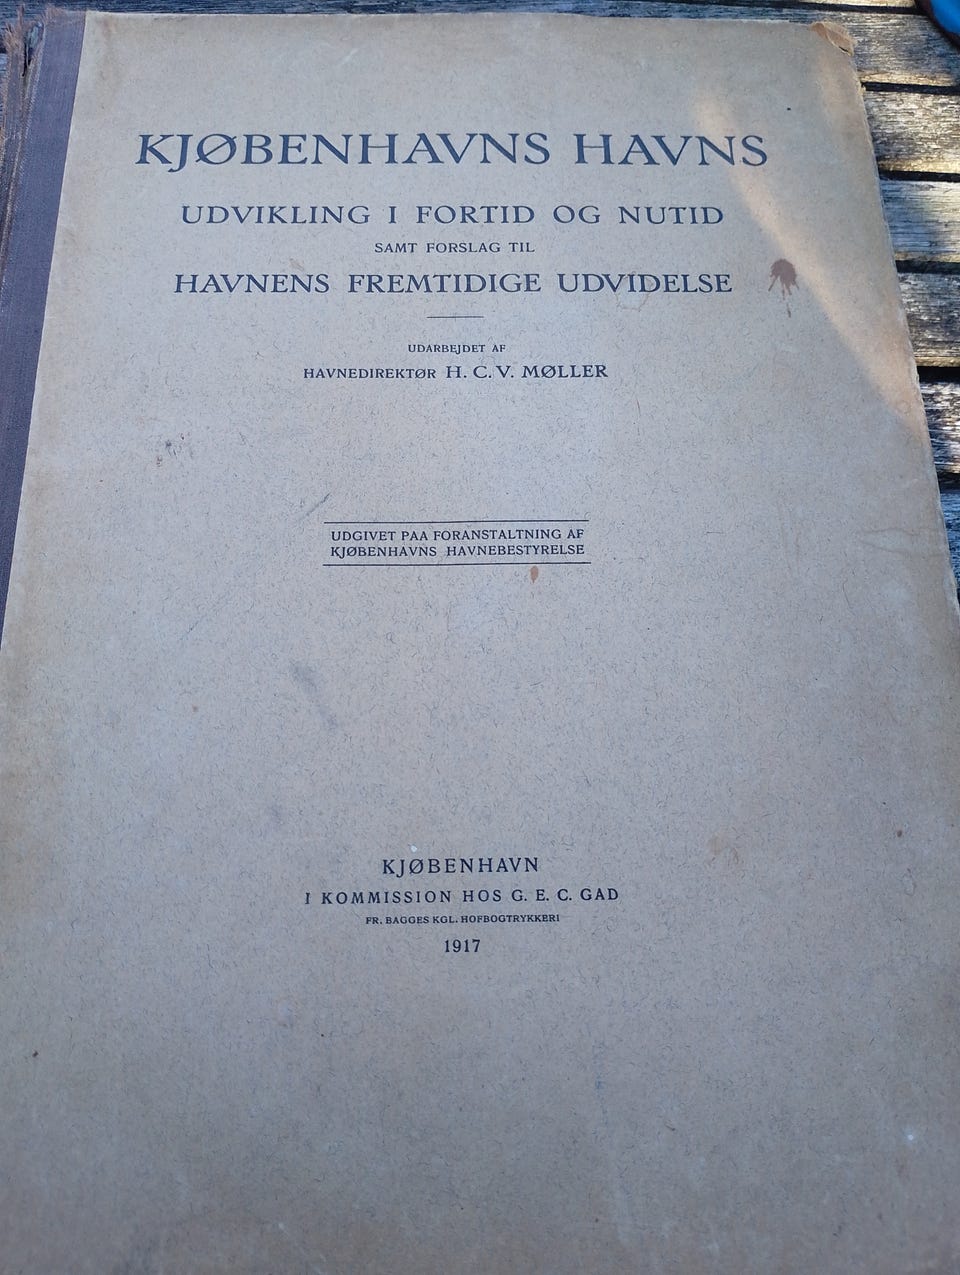 KJØBENHAVNS HAVNS
UDVIKLING I FORTID OG NUTID
SAMT FORSLAG TIL
HAVNENS FREMTIDIGE UDVIDELSE
UDARBEJDET AF
HAVNEDIREKTØR H. C. V. MØLLER
UDGIVET PAA FORANSTALTNING AF
KJØBENHAVNS HAVNEBESTYRELSE
KJØBENHAVN
I KOMMISSION HOS G. E. C. GAD
FR. BAGGES KGL. HOFBOGTRYKKERI
1917